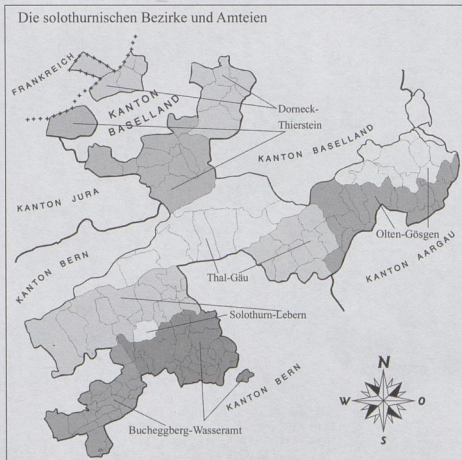 Die solothurnischen Bezirke und Amteien
FRANKREICH
KANTON
BASELLAND
Dorneck-
Thierstein
KANTON BASELLAND
KANTON JURA
Olten-Gösgen
KANTON AARGAU
KANTON BERN
Thal-Gäu
Solothurn-Lebern
KANTON BERN
Bucheggberg-Wasseramt
N
W
O
S